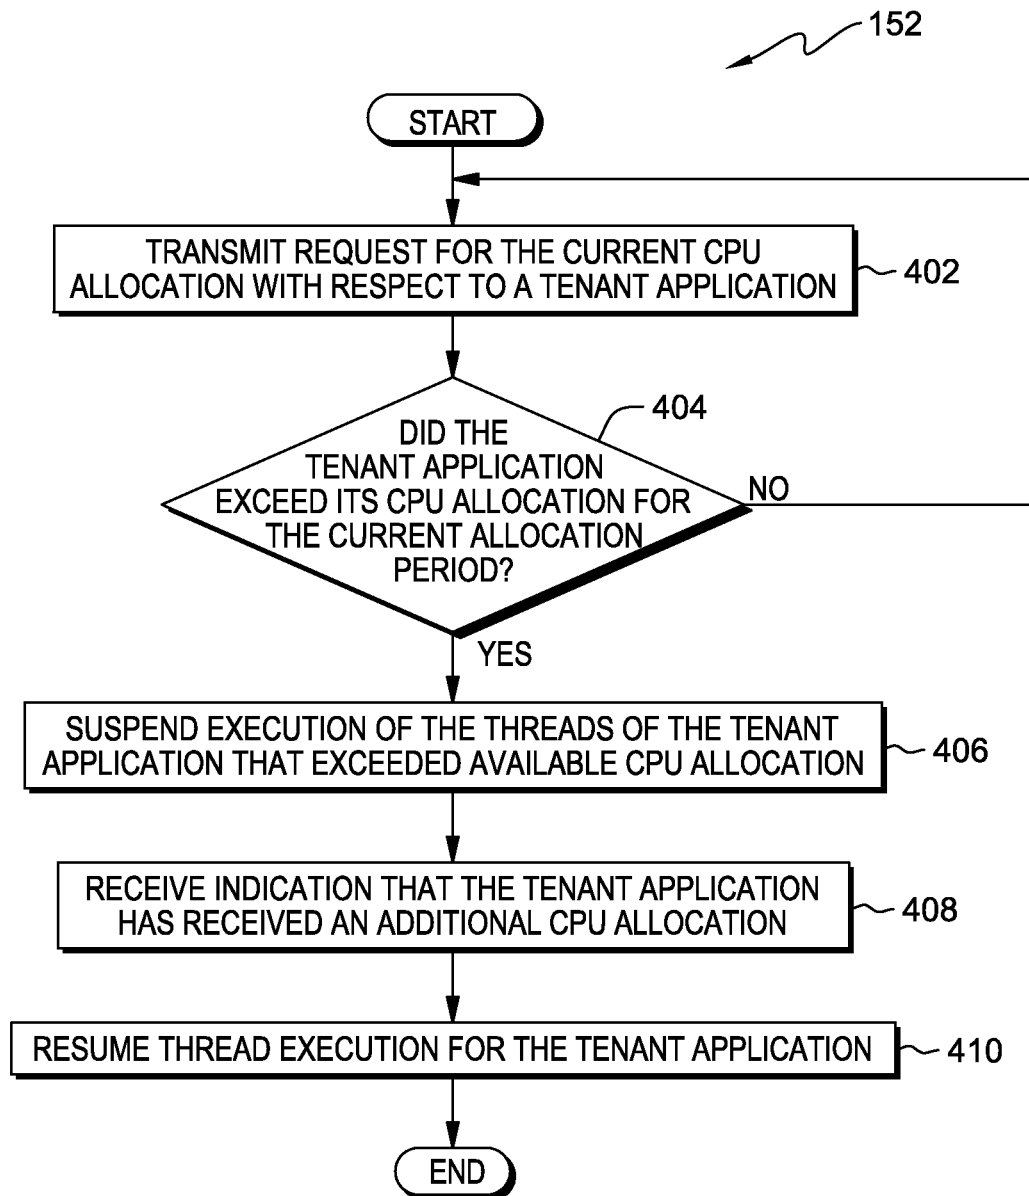 152
START
TRANSMIT REQUEST FOR THE CURRENT CPU
ALLOCATION WITH RESPECT TO A TENANT APPLICATION
402
404
DID THE
TENANT APPLICATION
EXCEED ITS CPU ALLOCATION FOR
THE CURRENT ALLOCATION
PERIOD?
NO
YES
SUSPEND EXECUTION OF THE THREADS OF THE TENANT
APPLICATION THAT EXCEEDED AVAILABLE CPU ALLOCATION
406
RECEIVE INDICATION THAT THE TENANT APPLICATION
HAS RECEIVED AN ADDITIONAL CPU ALLOCATION
408
RESUME THREAD EXECUTION FOR THE TENANT APPLICATION
410
END